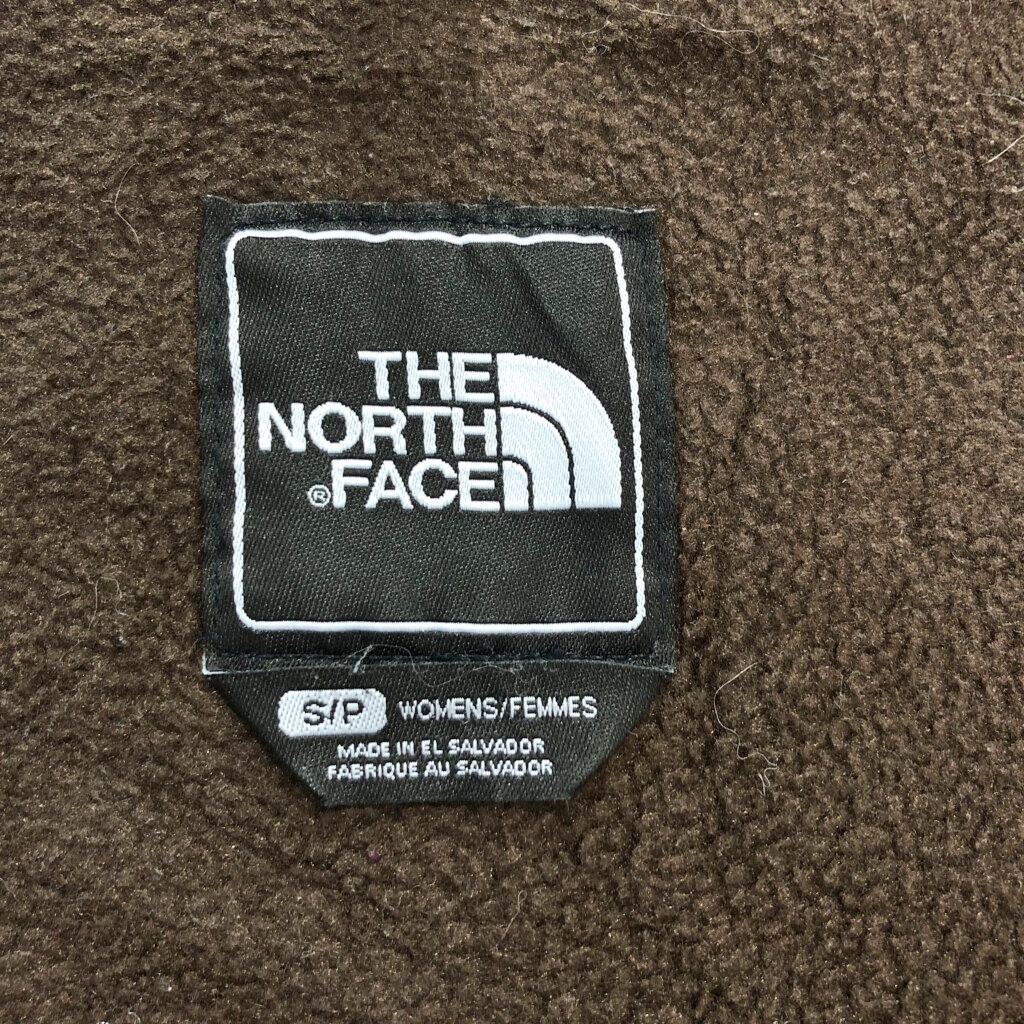 THE
NORTH
®FACE
S/P WOMENS/FEMMES
MADE IN EL SALVADOR
FABRIQUE AU SALVADOR